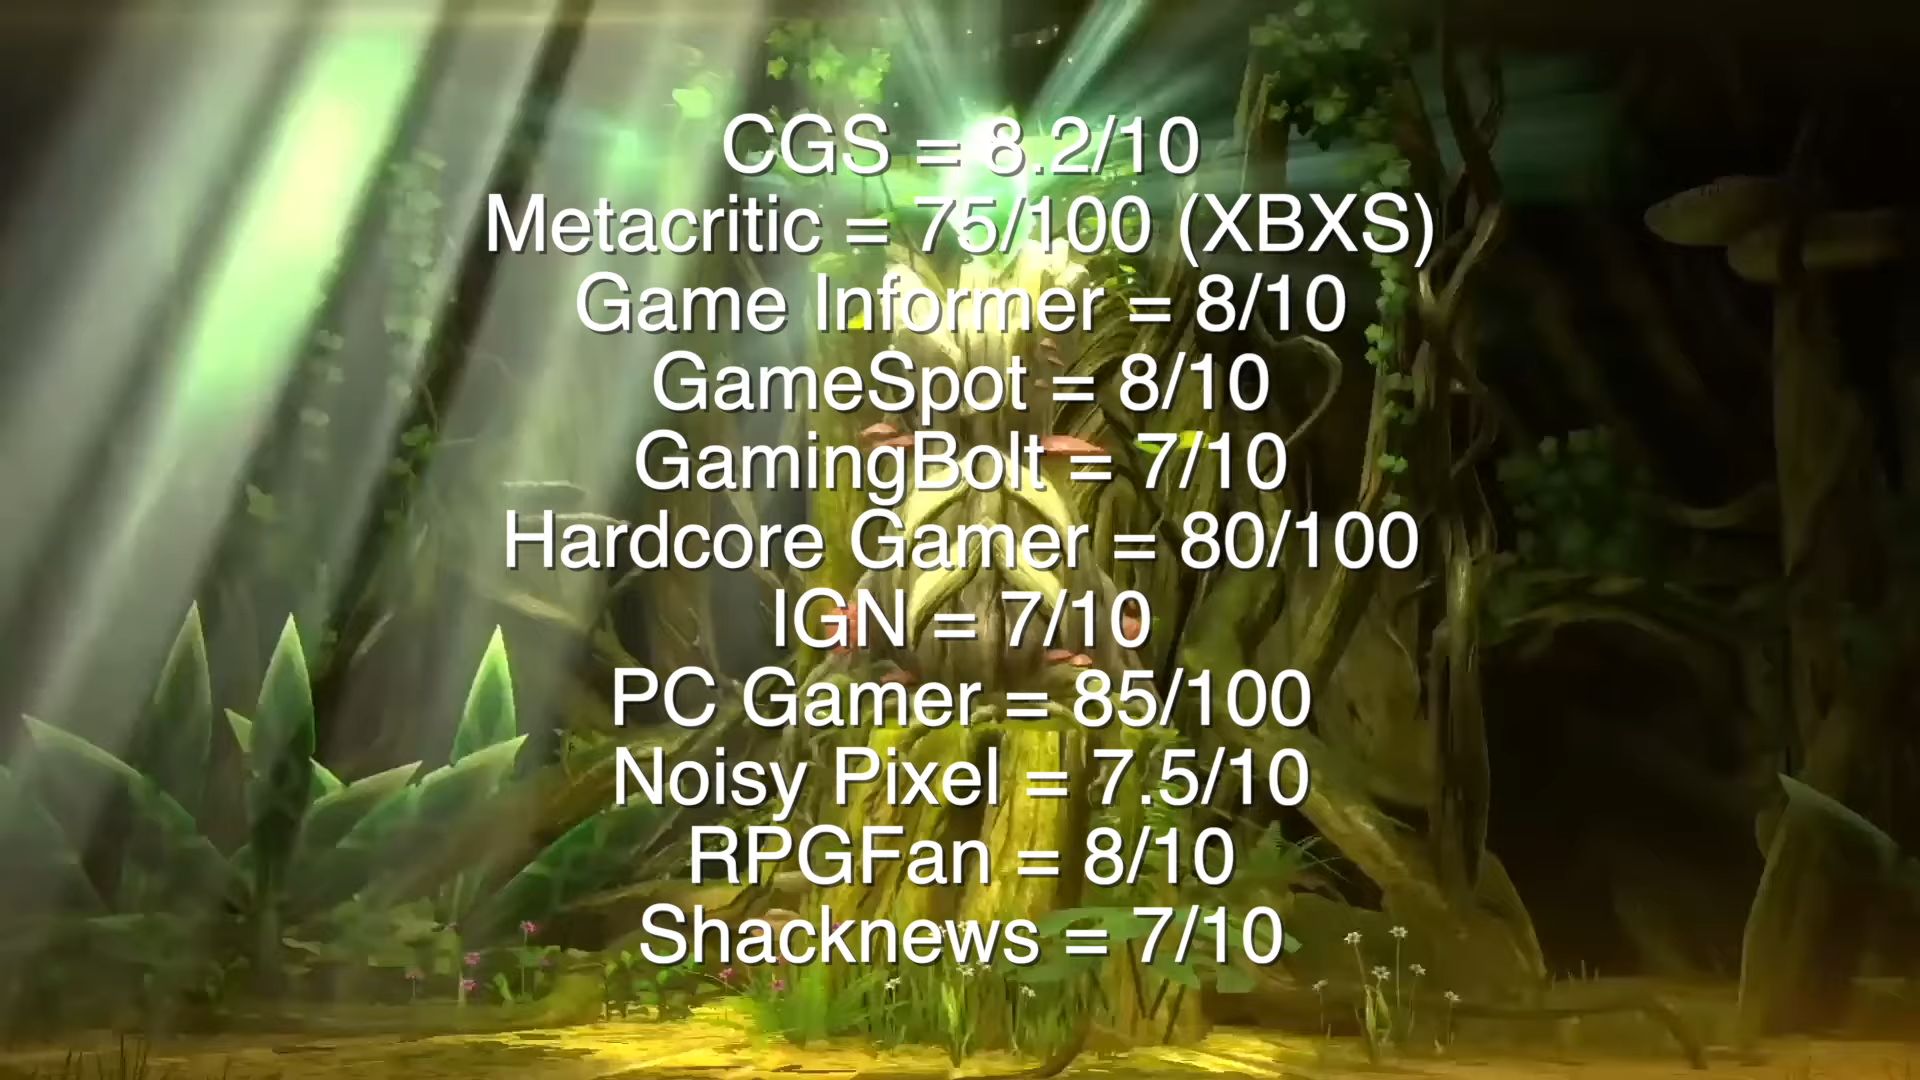 CGS = 8.2/10
Metacritic = 75/100 (XBXS)
Game Informer = 8/10
GameSpot = 8/10
GamingBolt = 7/10
Hardcore Gamer = 80/100
IGN = 7/10
PC Gamer = 85/100
Noisy Pixel = 7.5/10
RPGFan = 8/10
Shacknews = 7/10